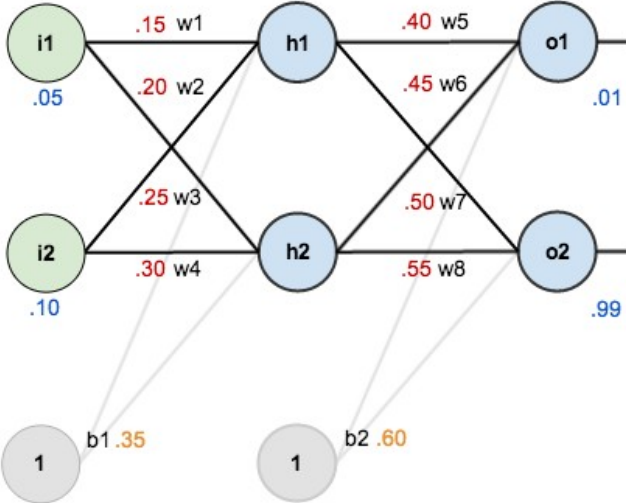 i1
.15 w1
h1
.40 w5
o1
.05
.20 w2
.45 w6
.01
.25 w3
.50 w7
i2
.30 w4
h2
.55 w8
o2
.10
.99
b1 .35
b2 .60
1
1